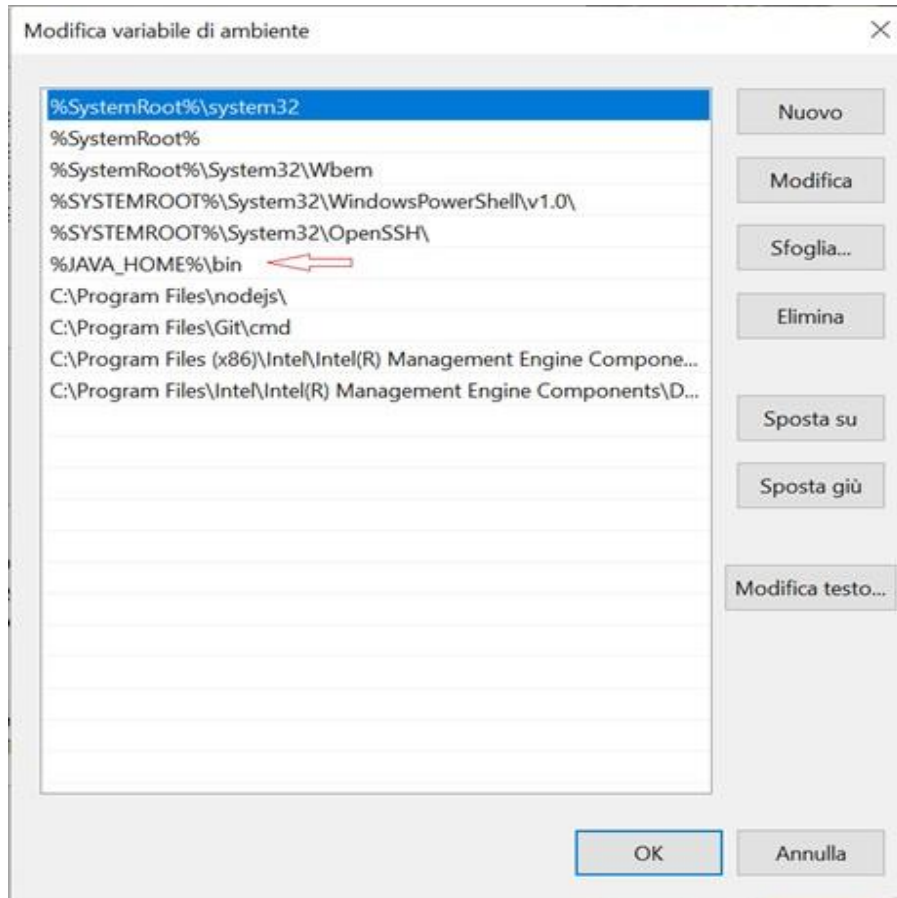 Modifica variabile di ambiente
%SystemRoot%\system32
%SystemRoot%
%SystemRoot%\System32\Wbem
%SYSTEMROOT%\System32\WindowsPowerShell\v1.0\
%SYSTEMROOT%\System32\OpenSSH\
%JAVA_HOME%\bin
C:\Program Files\nodejs\
C:\Program Files\Git\cmd
C:\Program Files (x86)\Intel\Intel(R) Management Engine Compone...
C:\Program Files\Intel\Intel(R) Management Engine Components\D...
Nuovo
Modifica
Sfoglia...
Elimina
Sposta su
Sposta giù
Modifica testo...
OK
Annulla